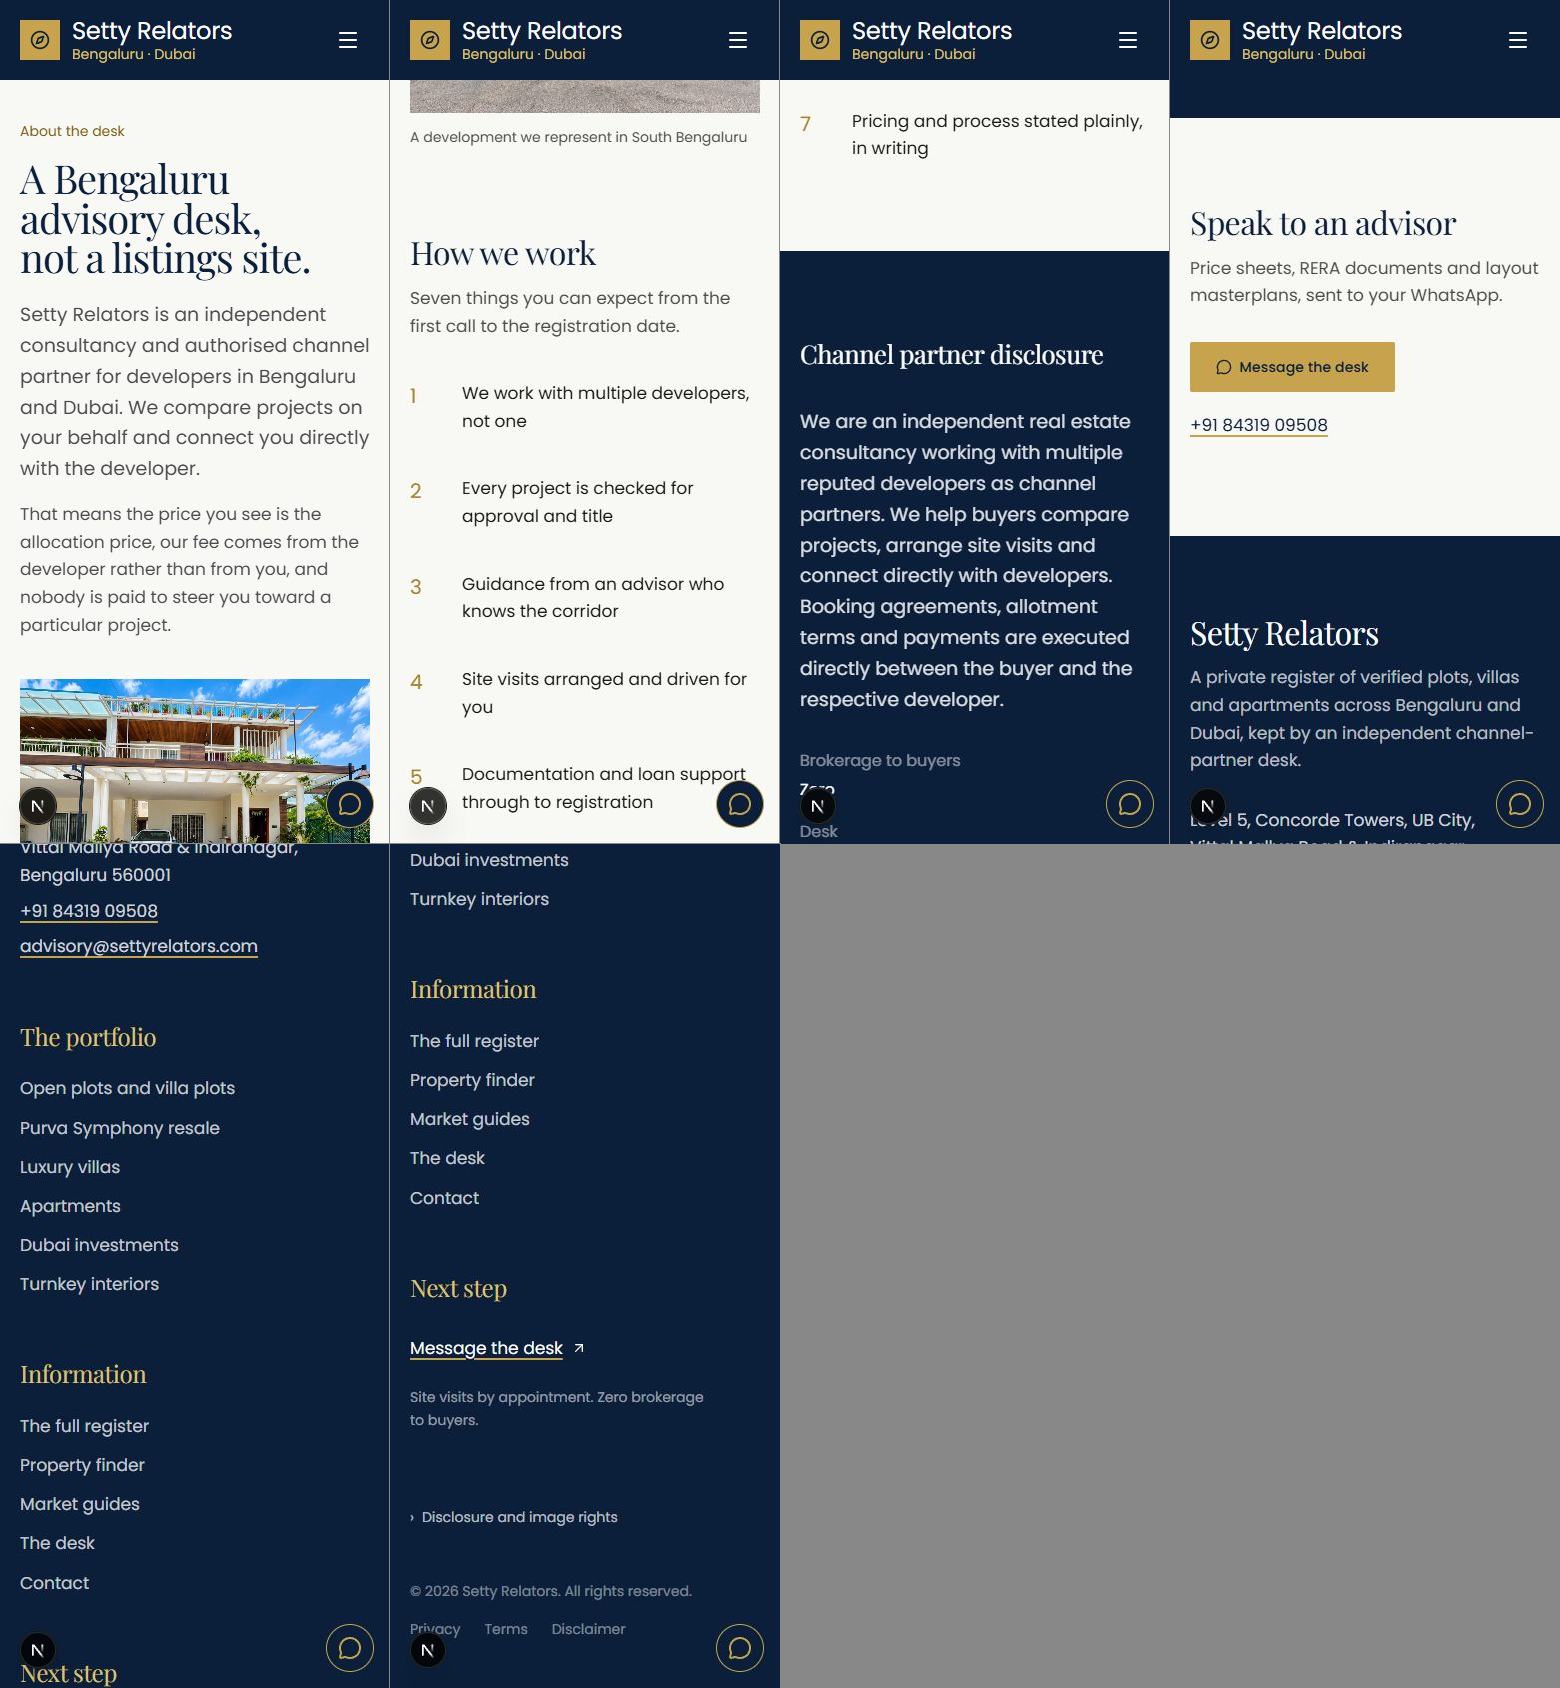 Setty Relators
Bengaluru · Dubai
About the desk
A Bengaluru
advisory desk,
not a listings site.
Setty Relators is an independent
consultancy and authorised channel
partner for developers in Bengaluru
and Dubai. We compare projects on
your behalf and connect you directly
with the developer.
That means the price you see is the
allocation price, our fee comes from the
developer rather than from you, and
nobody is paid to steer you toward a
particular project.
N
Setty Relators
Bengaluru · Dubai
A development we represent in South Bengaluru
How we work
Seven things you can expect from the
first call to the registration date.
1 We work with multiple developers,
not one
2 Every project is checked for
approval and title
3 Guidance from an advisor who
knows the corridor
4 Site visits arranged and driven for
you
5 Documentation and loan support
through to registration
N
Setty Relators
Bengaluru · Dubai
7 Pricing and process stated plainly,
in writing
Channel partner disclosure
We are an independent real estate
consultancy working with multiple
reputed developers as channel
partners. We help buyers compare
projects, arrange site visits and
connect directly with developers.
Booking agreements, allotment
terms and payments are executed
directly between the buyer and the
respective developer.
Brokerage to buyers
Zero
N
Desk
Setty Relators
Bengaluru · Dubai
Speak to an advisor
Price sheets, RERA documents and layout
masterplans, sent to your WhatsApp.
Message the desk
+91 84319 09508
Setty Relators
A private register of verified plots, villas
and apartments across Bengaluru and
Dubai, kept by an independent channel-
partner desk.
N
Level 5, Concorde Towers, UB City,
Vittal Mallya Road & Indiranagar,
Vittal Mallya Road & Indiranagar,
Bengaluru 560001
+91 84319 09508
advisory@settyrelators.com
The portfolio
Open plots and villa plots
Purva Symphony resale
Luxury villas
Apartments
Dubai investments
Turnkey interiors
Information
The full register
Property finder
Market guides
The desk
Contact
N
Next step
Dubai investments
Turnkey interiors
Information
The full register
Property finder
Market guides
The desk
Contact
Next step
Message the desk
Site visits by appointment. Zero brokerage
to buyers.
› Disclosure and image rights
© 2026 Setty Relators. All rights reserved.
Privacy Terms Disclaimer
N